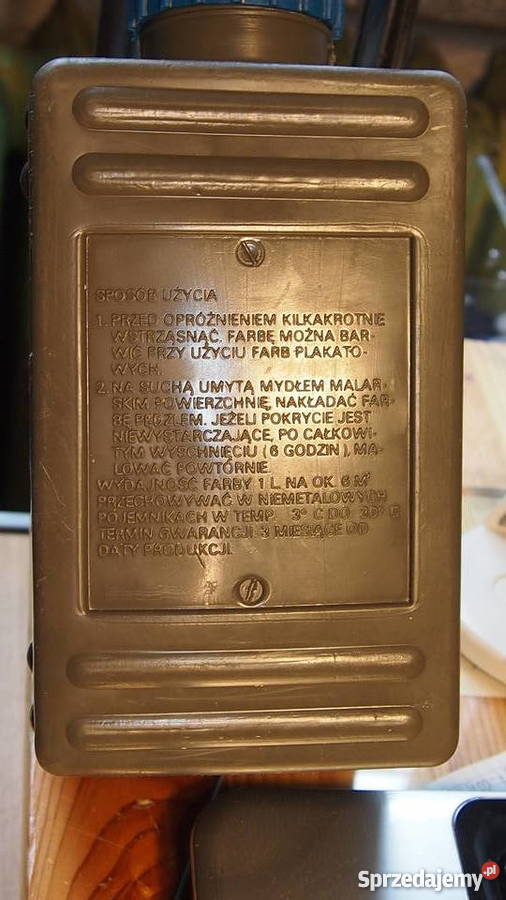 SPOSÓB UŻYCIA
1. PRZED OPRÓŻNIENIEM KILKAKROTNIE
WSTRZĄSNĄĆ. FARBĘ MOŻNA BAR-
WIĆ PRZY UŻYCIU FARB PLAKATO-
WYCH.
2. NA SUCHĄ UMYTĄ MYDŁEM MALAR-
SKIM POWIERZCHNIĘ, NAKŁADAĆ FAR-
BĘ PĘDZLEM. JEŻELI POKRYCIE JEST
NIEWYSTARCZAJĄCE, PO CAŁKOWI-
TYM WYSCHNIĘCIU (6 GODZIN), MA-
LOWAĆ POWTÓRNIE.
WYDAJNOŚĆ FARBY 1 L. NA OK. 6 M²
PRZECHOWYWAĆ W NIEMETALOWYCH
POJEMNIKACH W TEMP. 3° C DO 20° C
TERMIN GWARANCJI 3 MIESIĄCE OD
DATY PRODUKCJI.
Sprzedajemy.pl